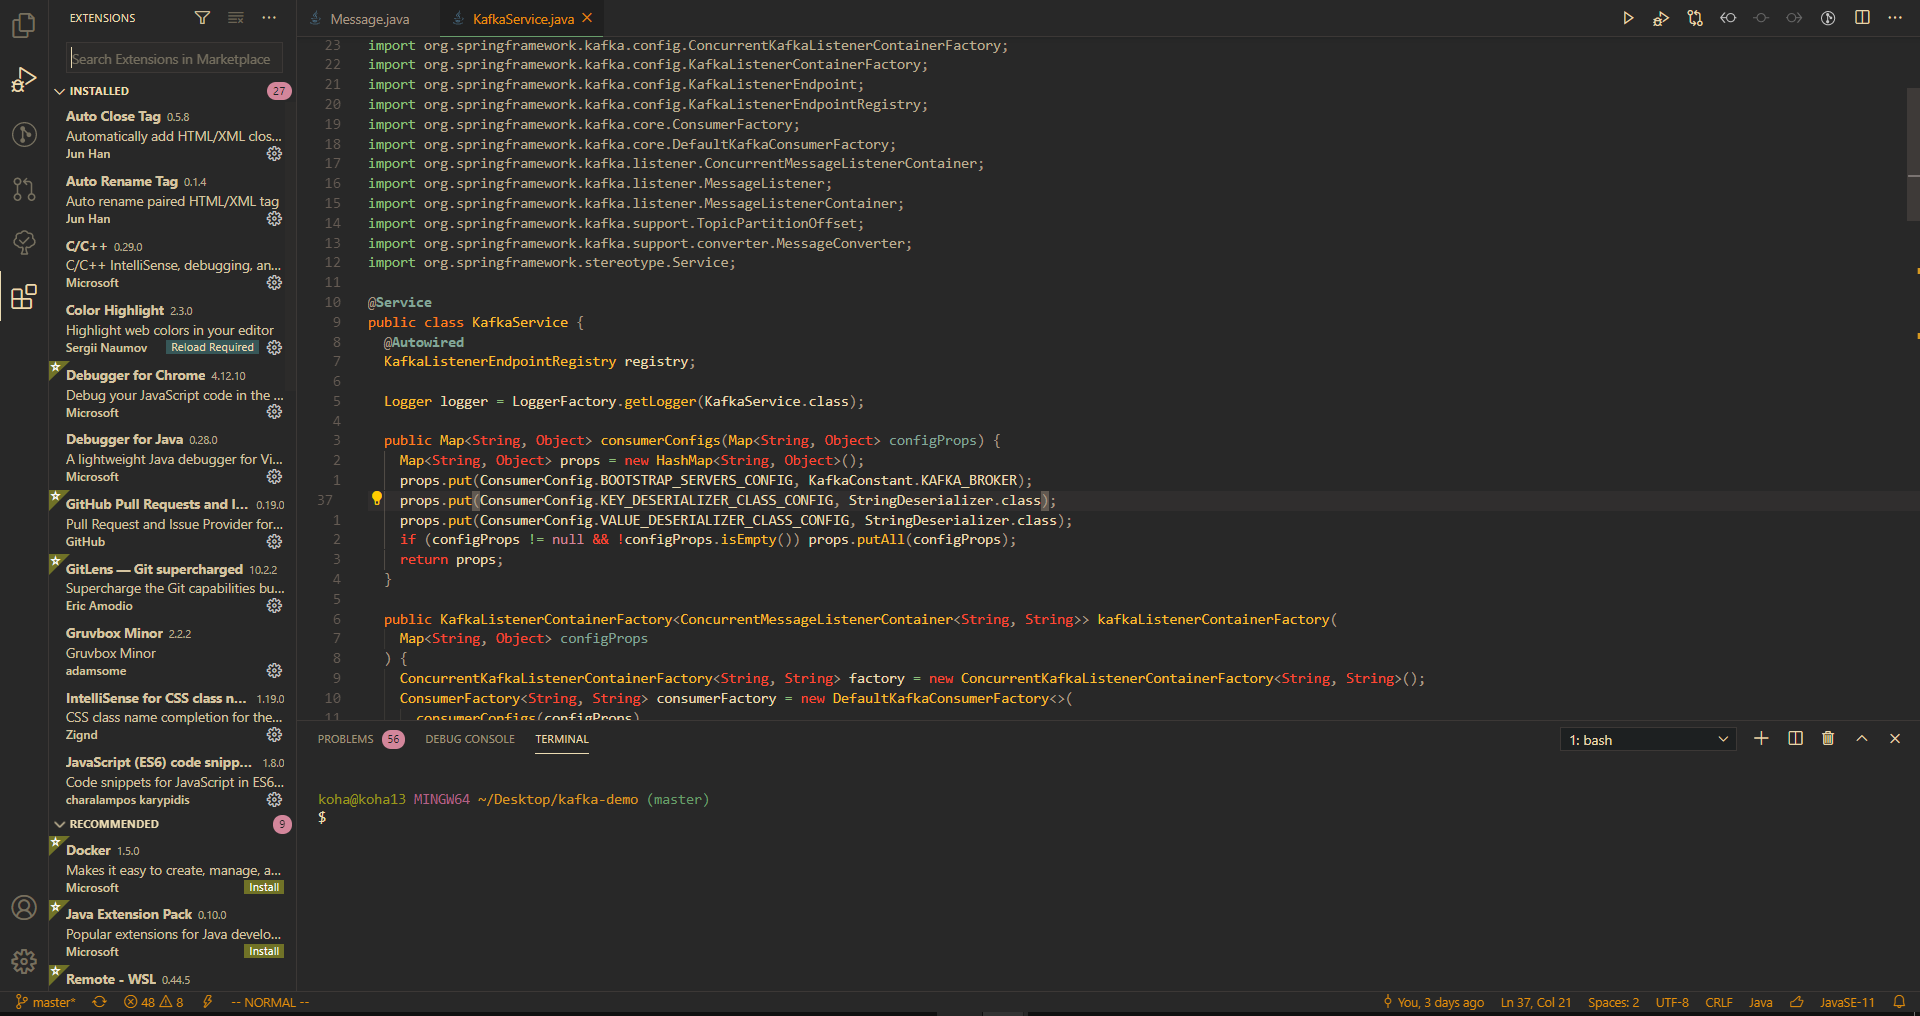 EXTENSIONS
Search Extensions in Marketplace
INSTALLED 27
Auto Close Tag 0.5.8
Automatically add HTML/XML clos...
Jun Han
Auto Rename Tag 0.1.4
Auto rename paired HTML/XML tag
Jun Han
C/C++ 0.29.0
C/C++ IntelliSense, debugging, an...
Microsoft
Color Highlight 2.3.0
Highlight web colors in your editor
Sergii Naumov Reload Required
Debugger for Chrome 4.12.10
Debug your JavaScript code in the ...
Microsoft
Debugger for Java 0.28.0
A lightweight Java debugger for Vi...
Microsoft
GitHub Pull Requests and I... 0.19.0
Pull Request and Issue Provider for...
GitHub
GitLens — Git supercharged 10.2.2
Supercharge the Git capabilities bu...
Eric Amodio
Gruvbox Minor 2.2.2
Gruvbox Minor
adamsome
IntelliSense for CSS class n... 1.19.0
CSS class name completion for the...
Zignd
JavaScript (ES6) code snipp... 1.8.0
Code snippets for JavaScript in ES6...
charalampos karypidis
RECOMMENDED 9
Docker 1.5.0
Makes it easy to create, manage, a...
Microsoft Install
Java Extension Pack 0.10.0
Popular extensions for Java develo...
Microsoft Install
Remote - WSL 0.44.5
Message.java KafkaService.java
23 import org.springframework.kafka.config.ConcurrentKafkaListenerContainerFactory;
22 import org.springframework.kafka.config.KafkaListenerContainerFactory;
21 import org.springframework.kafka.config.KafkaListenerEndpoint;
20 import org.springframework.kafka.config.KafkaListenerEndpointRegistry;
19 import org.springframework.kafka.core.ConsumerFactory;
18 import org.springframework.kafka.core.DefaultKafkaConsumerFactory;
17 import org.springframework.kafka.listener.ConcurrentMessageListenerContainer;
16 import org.springframework.kafka.listener.MessageListener;
15 import org.springframework.kafka.listener.MessageListenerContainer;
14 import org.springframework.kafka.support.TopicPartitionOffset;
13 import org.springframework.kafka.support.converter.MessageConverter;
12 import org.springframework.stereotype.Service;
11
10 @Service
9 public class KafkaService {
8 @Autowired
7 KafkaListenerEndpointRegistry registry;
6
5 Logger logger = LoggerFactory.getLogger(KafkaService.class);
4
3 public Map<String, Object> consumerConfigs(Map<String, Object> configProps) {
2 Map<String, Object> props = new HashMap<String, Object>();
1 props.put(ConsumerConfig.BOOTSTRAP_SERVERS_CONFIG, KafkaConstant.KAFKA_BROKER);
37 props.put(ConsumerConfig.KEY_DESERIALIZER_CLASS_CONFIG, StringDeserializer.class);
1 props.put(ConsumerConfig.VALUE_DESERIALIZER_CLASS_CONFIG, StringDeserializer.class);
2 if (configProps != null && !configProps.isEmpty()) props.putAll(configProps);
3 return props;
4 }
5
6 public KafkaListenerContainerFactory<ConcurrentMessageListenerContainer<String, String>> kafkaListenerContainerFactory(
7 Map<String, Object> configProps
8 ) {
9 ConcurrentKafkaListenerContainerFactory<String, String> factory = new ConcurrentKafkaListenerContainerFactory<String, String>();
10 ConsumerFactory<String, String> consumerFactory = new DefaultKafkaConsumerFactory<>(
11 consumerConfigs(configProps)
PROBLEMS 56 DEBUG CONSOLE TERMINAL 1: bash
koha@koha13 MINGW64 ~/Desktop/kafka-demo (master)
$
master* 48 8 -- NORMAL -- You, 3 days ago Ln 37, Col 21 Spaces: 2 UTF-8 CRLF Java JavaSE-11